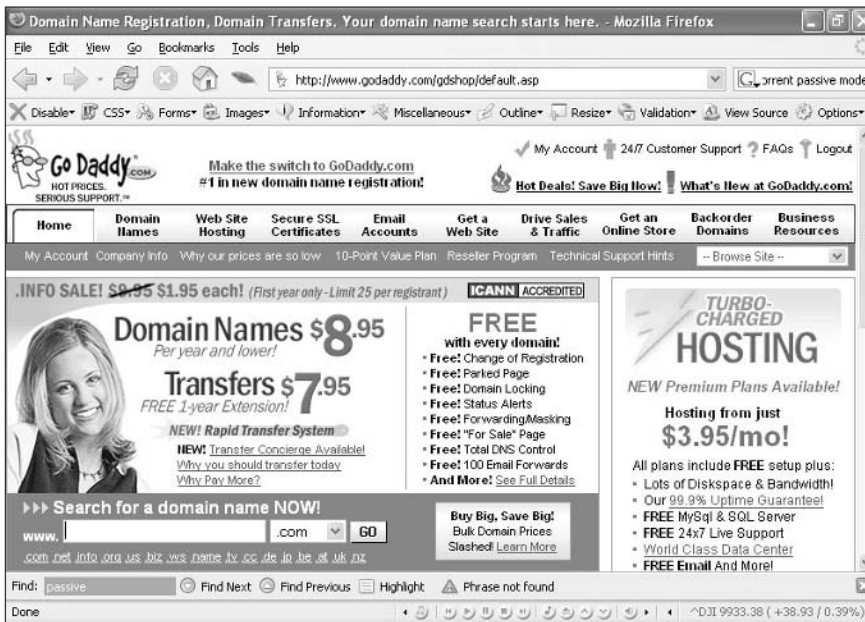 Domain Name Registration, Domain Transfers. Your domain name search starts here. - Mozilla Firefox
File Edit View Go Bookmarks Tools Help
http://www.godaddy.com/gdshop/default.asp
orrent passive mode
Disable CSS Forms Images Information Miscellaneous Outline Resize Validation View Source Options
Go Daddy.COM
HOT PRICES.
SERIOUS SUPPORT.™
Make the switch to GoDaddy.com
#1 in new domain name registration!
My Account 24/7 Customer Support FAQs Logout
Hot Deals! Save Big Now! What's New at GoDaddy.com!
Home
Domain Names
Web Site Hosting
Secure SSL Certificates
Email Accounts
Get a Web Site
Drive Sales & Traffic
Get an Online Store
Backorder Domains
Business Resources
My Account Company Info Why our prices are so low 10-Point Value Plan Reseller Program Technical Support Hints -- Browse Site --
.INFO SALE! $9.95 $1.95 each! (First year only - Limit 25 per registrant) ICANN ACCREDITED
Domain Names $8.95
Per year and lower!
Transfers $7.95
FREE 1-year Extension!
NEW! Rapid Transfer System
NEW! Transfer Concierge Available!
Why you should transfer today
Why Pay More?
FREE
with every domain!
Free! Change of Registration
Free! Parked Page
Free! Domain Locking
Free! Status Alerts
Free! Forwarding/Masking
Free! "For Sale" Page
Free! Total DNS Control
Free! 100 Email Forwards
And More! See Full Details
Search for a domain name NOW!
www. .com GO
.com .net .info .org .us .biz .ws .name .tv .cc .de .jp .be .at .uk .nz
Buy Big, Save Big!
Bulk Domain Prices
Slashed! Learn More
TURBO-
CHARGED
HOSTING
NEW Premium Plans Available!
Hosting from just
$3.95/mo!
All plans include FREE setup plus:
Lots of Diskspace & Bandwidth!
Our 99.9% Uptime Guarantee!
FREE MySql & SQL Server
FREE 24x7 Live Support
World Class Data Center
FREE Email And More!
Find: passive Find Next Find Previous Highlight Phrase not found
Done ^DJI 9933.38 ( +38.93 / 0.39%)